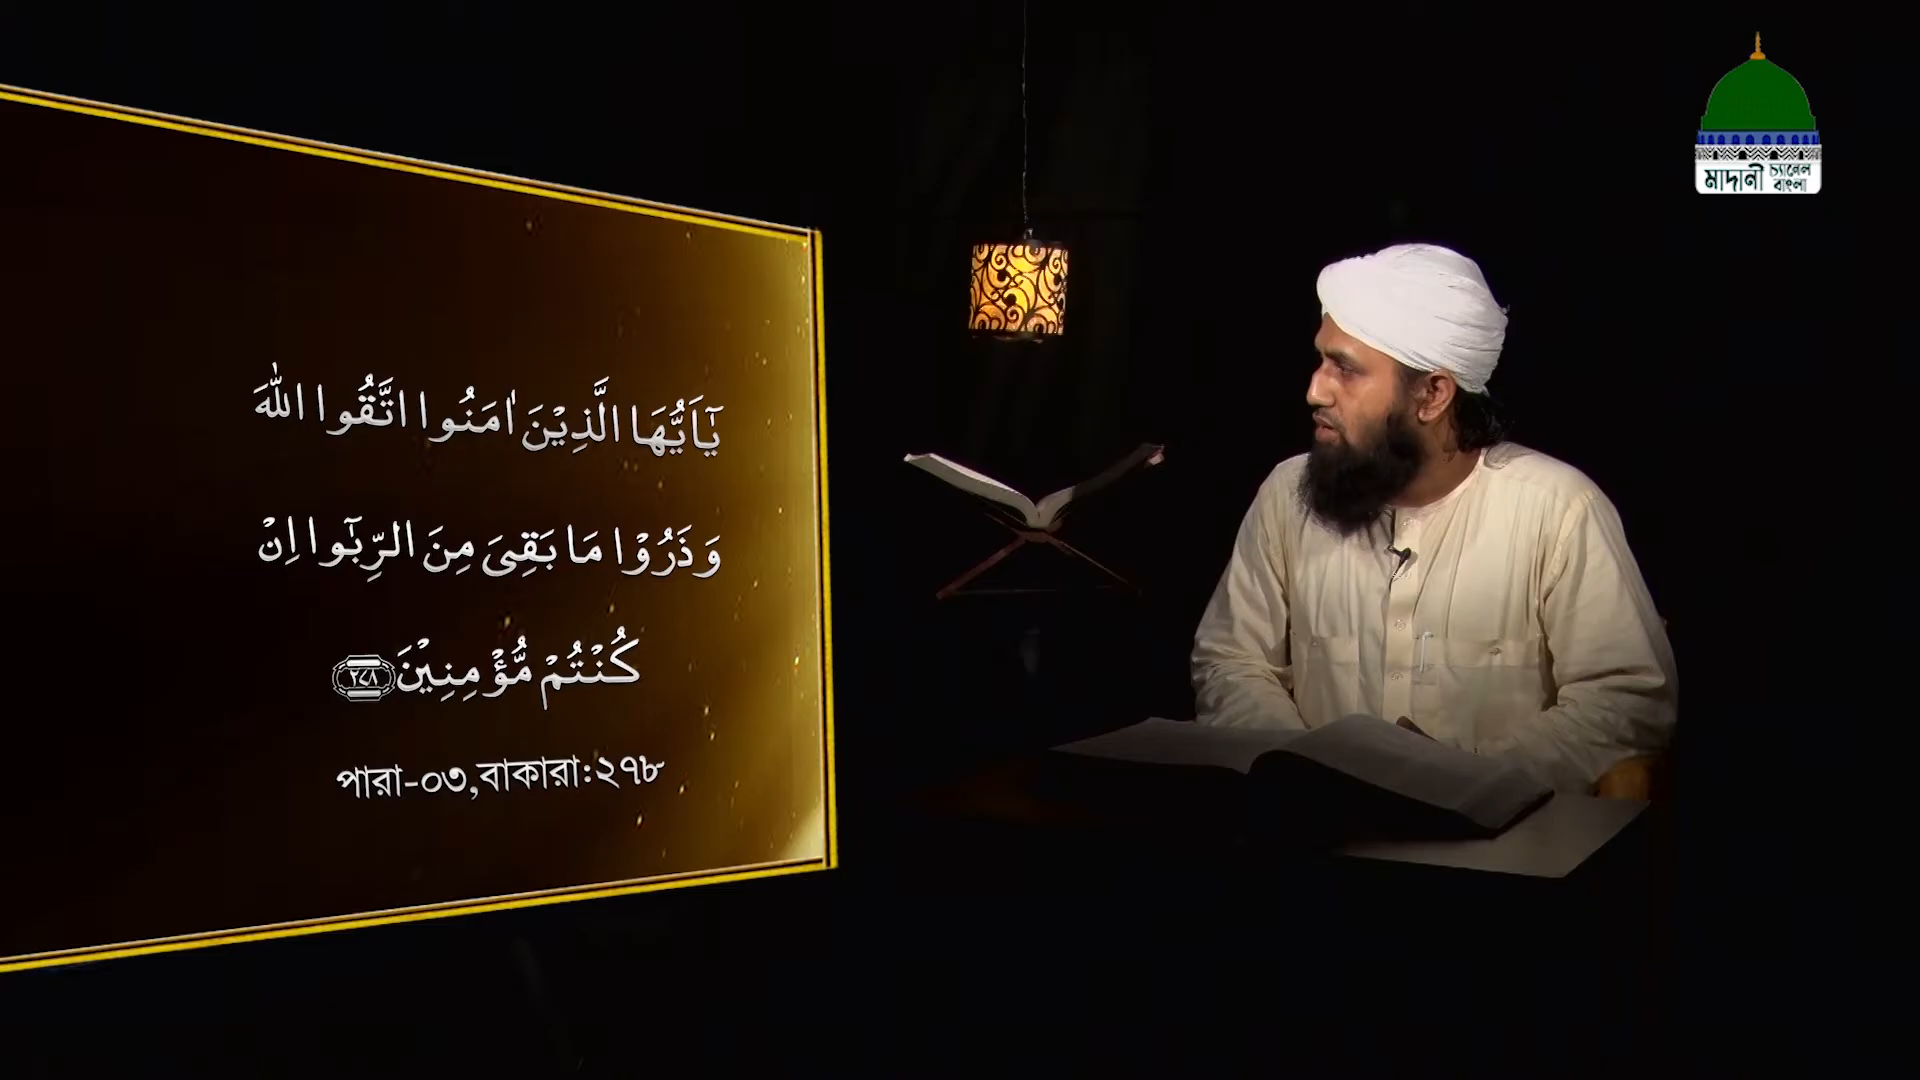 يٰٓاَيُّهَا الَّذِيْنَ اٰمَنُوا اتَّقُوا اللّٰهَ
وَذَرُوْا مَا بَقِىَ مِنَ الرِّبٰٓوا اِنْ
كُنْتُمْ مُّؤْمِنِيْنَ ﴿۲۷۸﴾
পারা-০৩,বাকারা:২৭৮
মাদানী চ্যানেল বাংলা